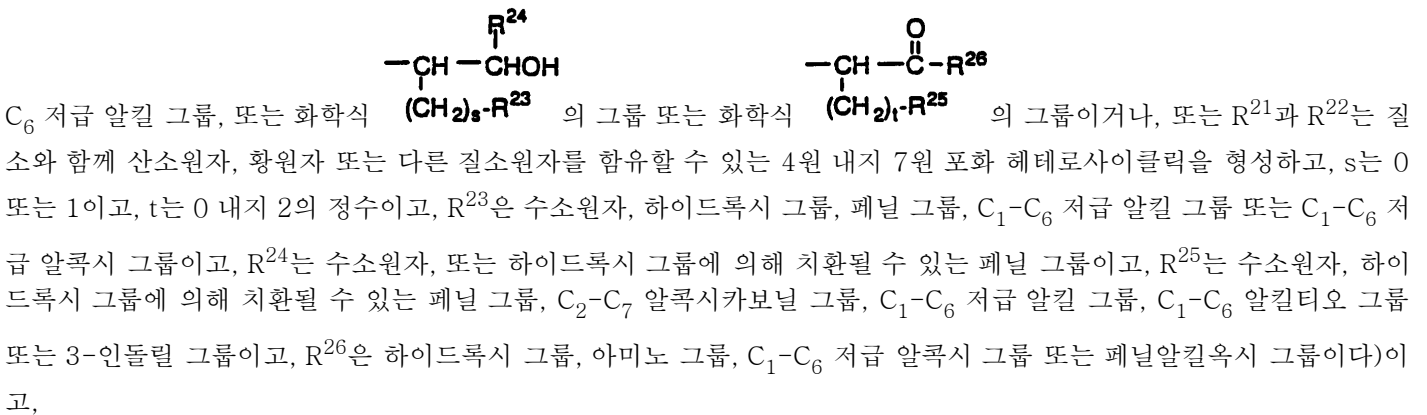 R²⁴
—CH—CHOH
(CH₂)ₛ-R²³
O
—CH—C-R²⁶
(CH₂)ₜ-R²⁵
C₆ 저급 알킬 그룹, 또는 화학식 의 그룹 또는 화학식 의 그룹이거나, 또는 R²¹과 R²²는 질
소와 함께 산소원자, 황원자 또는 다른 질소원자를 함유할 수 있는 4원 내지 7원 포화 헤테로사이클릭을 형성하고, s는 0
또는 1이고, t는 0 내지 2의 정수이고, R²³은 수소원자, 하이드록시 그룹, 페닐 그룹, C₁-C₆ 저급 알킬 그룹 또는 C₁-C₆ 저
급 알콕시 그룹이고, R²⁴는 수소원자, 또는 하이드록시 그룹에 의해 치환될 수 있는 페닐 그룹이고, R²⁵는 수소원자, 하이
드록시 그룹에 의해 치환될 수 있는 페닐 그룹, C₂-C₇ 알콕시카보닐 그룹, C₁-C₆ 저급 알킬 그룹, C₁-C₆ 알킬티오 그룹
또는 3-인돌릴 그룹이고, R²⁶은 하이드록시 그룹, 아미노 그룹, C₁-C₆ 저급 알콕시 그룹 또는 페닐알킬옥시 그룹이다)이
고,